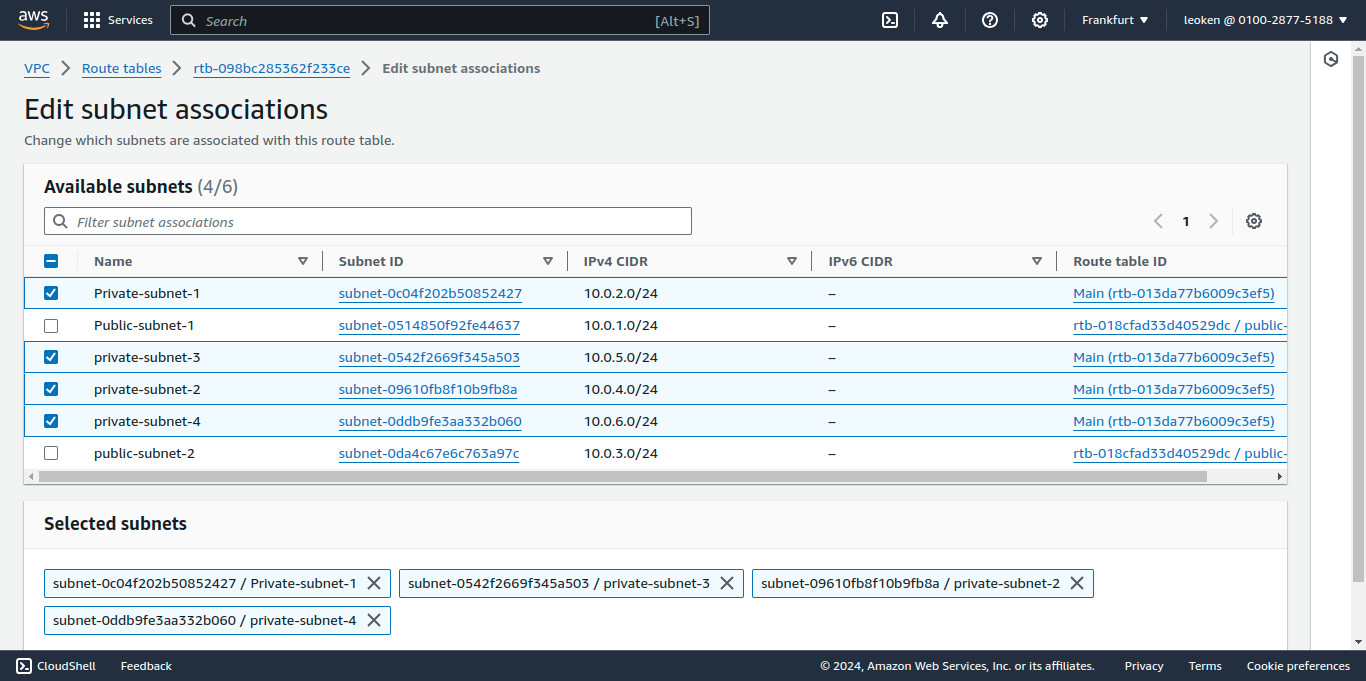 aws Services Search [Alt+S] Frankfurt leoken @ 0100-2877-5188
VPC Route tables rtb-098bc285362f233ce Edit subnet associations
Edit subnet associations
Change which subnets are associated with this route table.
Available subnets (4/6)
Filter subnet associations 1
Name Subnet ID IPv4 CIDR IPv6 CIDR Route table ID
Private-subnet-1 subnet-0c04f202b50852427 10.0.2.0/24 – Main (rtb-013da77b6009c3ef5)
Public-subnet-1 subnet-0514850f92fe44637 10.0.1.0/24 – rtb-018cfad33d40529dc / public-
private-subnet-3 subnet-0542f2669f345a503 10.0.5.0/24 – Main (rtb-013da77b6009c3ef5)
private-subnet-2 subnet-09610fb8f10b9fb8a 10.0.4.0/24 – Main (rtb-013da77b6009c3ef5)
private-subnet-4 subnet-0ddb9fe3aa332b060 10.0.6.0/24 – Main (rtb-013da77b6009c3ef5)
public-subnet-2 subnet-0da4c67e6c763a97c 10.0.3.0/24 – rtb-018cfad33d40529dc / public-
Selected subnets
subnet-0c04f202b50852427 / Private-subnet-1 subnet-0542f2669f345a503 / private-subnet-3 subnet-09610fb8f10b9fb8a / private-subnet-2
subnet-0ddb9fe3aa332b060 / private-subnet-4
CloudShell Feedback © 2024, Amazon Web Services, Inc. or its affiliates. Privacy Terms Cookie preferences